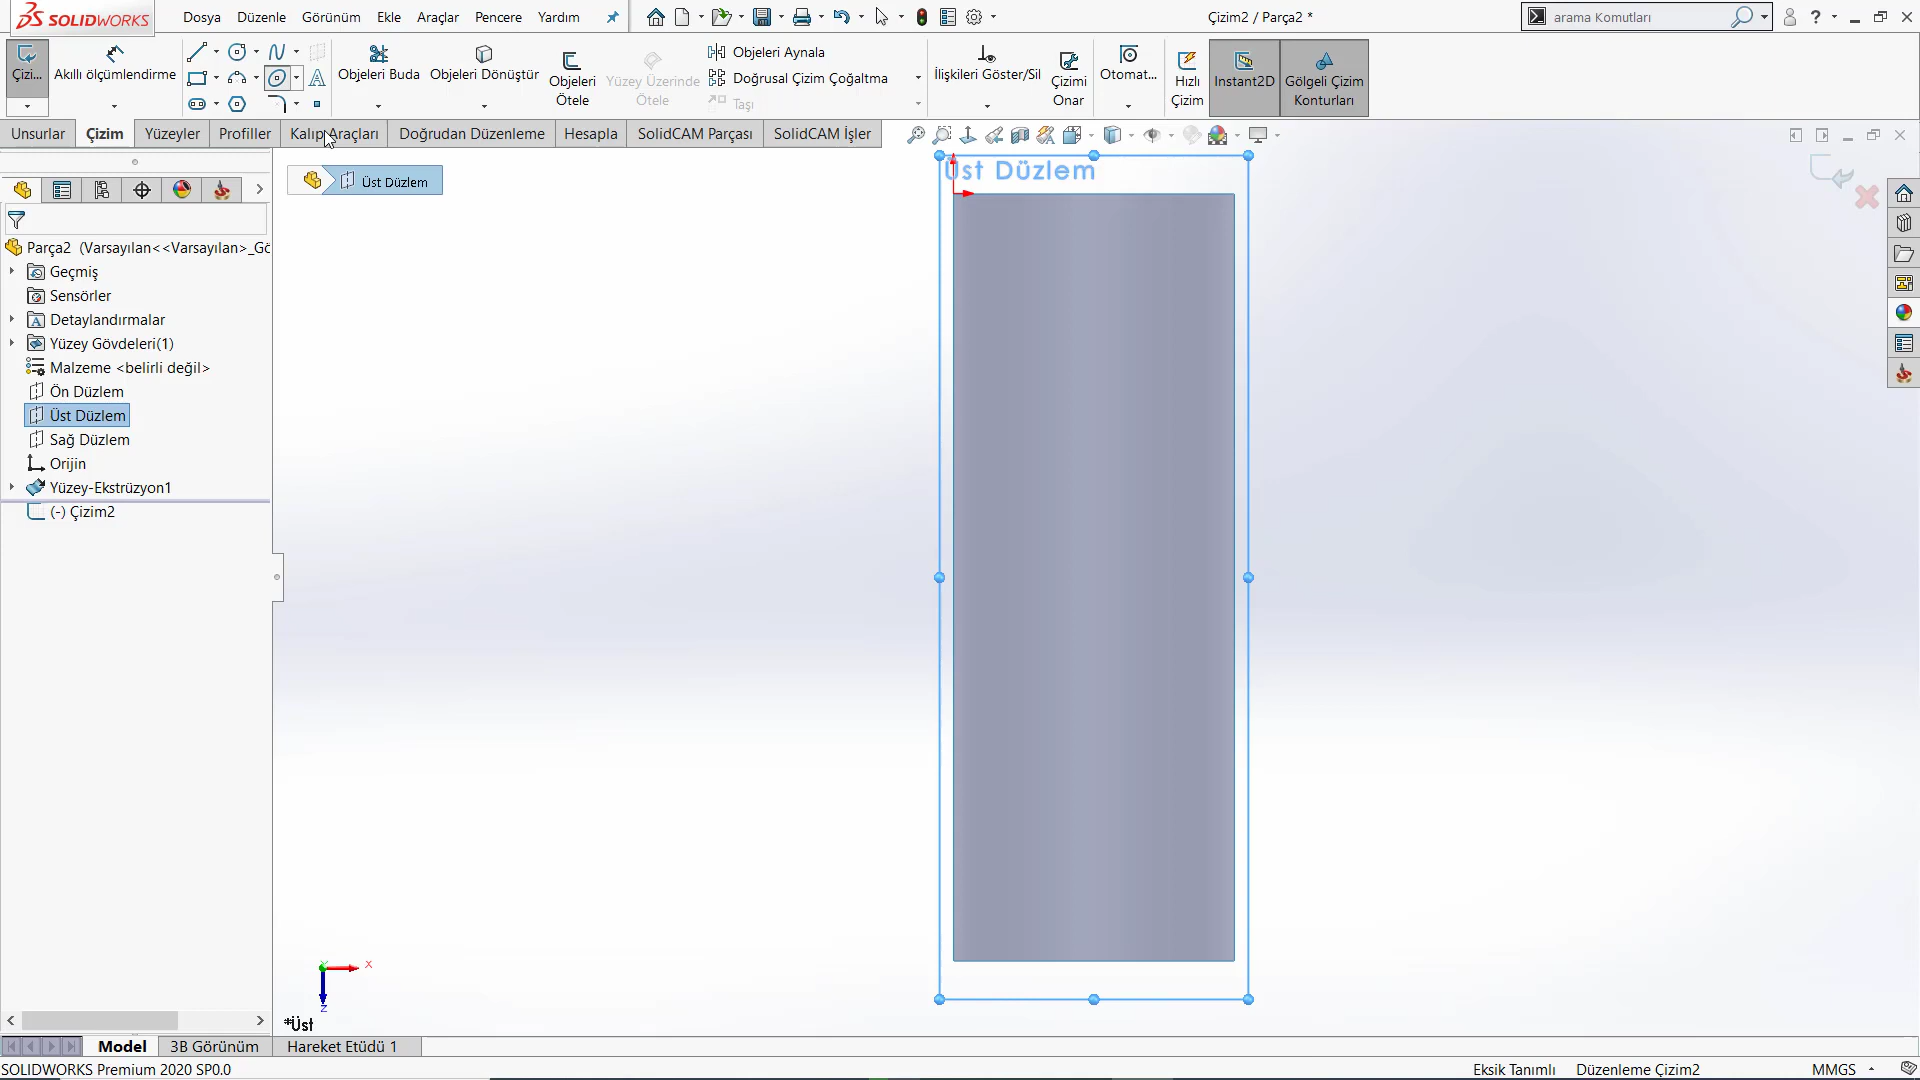 SOLIDWORKS
Dosya Düzenle Görünüm Ekle Araçlar Pencere Yardım
Çizim2 / Parça2 *
arama Komutları
Çizi...
Akıllı ölçümlendirme
Objeleri Buda
Objeleri Dönüştür
Objeleri Ötele
Yüzey Üzerinde Ötele
Objeleri Aynala
Doğrusal Çizim Çoğaltma
Taşı
İlişkileri Göster/Sil
Çizimi Onar
Otomat...
Hızlı Çizim
Instant2D
Gölgeli Çizim Konturları
Unsurlar Çizim Yüzeyler Profiller Kalıp Araçları Doğrudan Düzenleme Hesapla SolidCAM Parçası SolidCAM İşler
Üst Düzlem
Üst Düzlem
Parça2 (Varsayılan<<Varsayılan>_Gö
Geçmiş
Sensörler
Detaylandırmalar
Yüzey Gövdeleri(1)
Malzeme <belirli değil>
Ön Düzlem
Üst Düzlem
Sağ Düzlem
Orijin
Yüzey-Ekstrüzyon1
(-) Çizim2
Y
X
Z
*Üst
Model 3B Görünüm Hareket Etüdü 1
SOLIDWORKS Premium 2020 SP0.0
Eksik Tanımlı Düzenleme Çizim2 MMGS